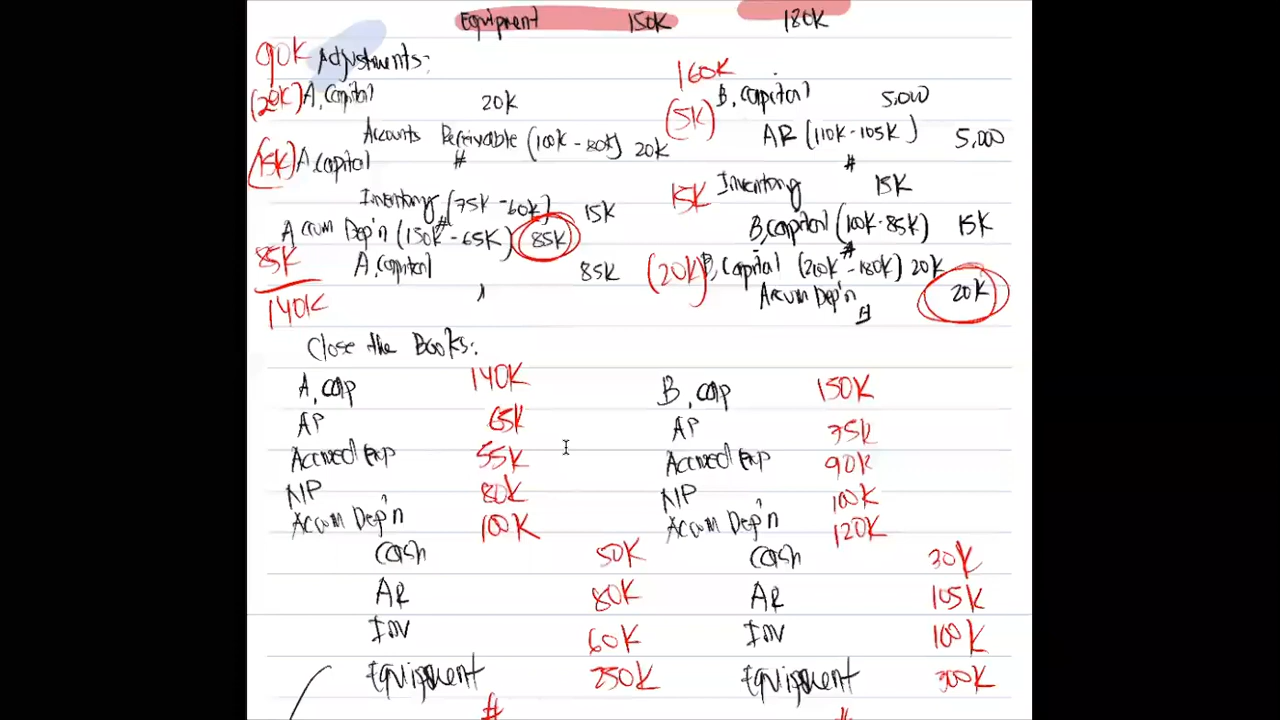 Equipment 150K 180K
90K Adjustments:
160K
(20K) A, Capital 20K
B, Capital 5,000
(5K)
Accounts Receivable (100K - 80K) 20K
AR (110K - 105K) 5,000
(15K) A, Capital #
#
Inventory (75K - 60K) 15K
15K Inventory 15K
Accum Dep'n (150K - 65K) 85K
B, Capital (100K - 85K) 15K
85K A, Capital 85K
(20K) B, Capital (200K - 180K) 20K
Accum Dep'n 20K
140K
#
Close the Books:
A, Cap 140K B, Cap 150K
AP 65K AP 75K
Accrued Exp 55K Accrued Exp 90K
NP 80K NP 100K
Accum Dep'n 100K Accum Dep'n 120K
Cash 50K Cash 30K
AR 80K AR 105K
Inv 60K Inv 100K
Equipment 250K Equipment 300K
# #